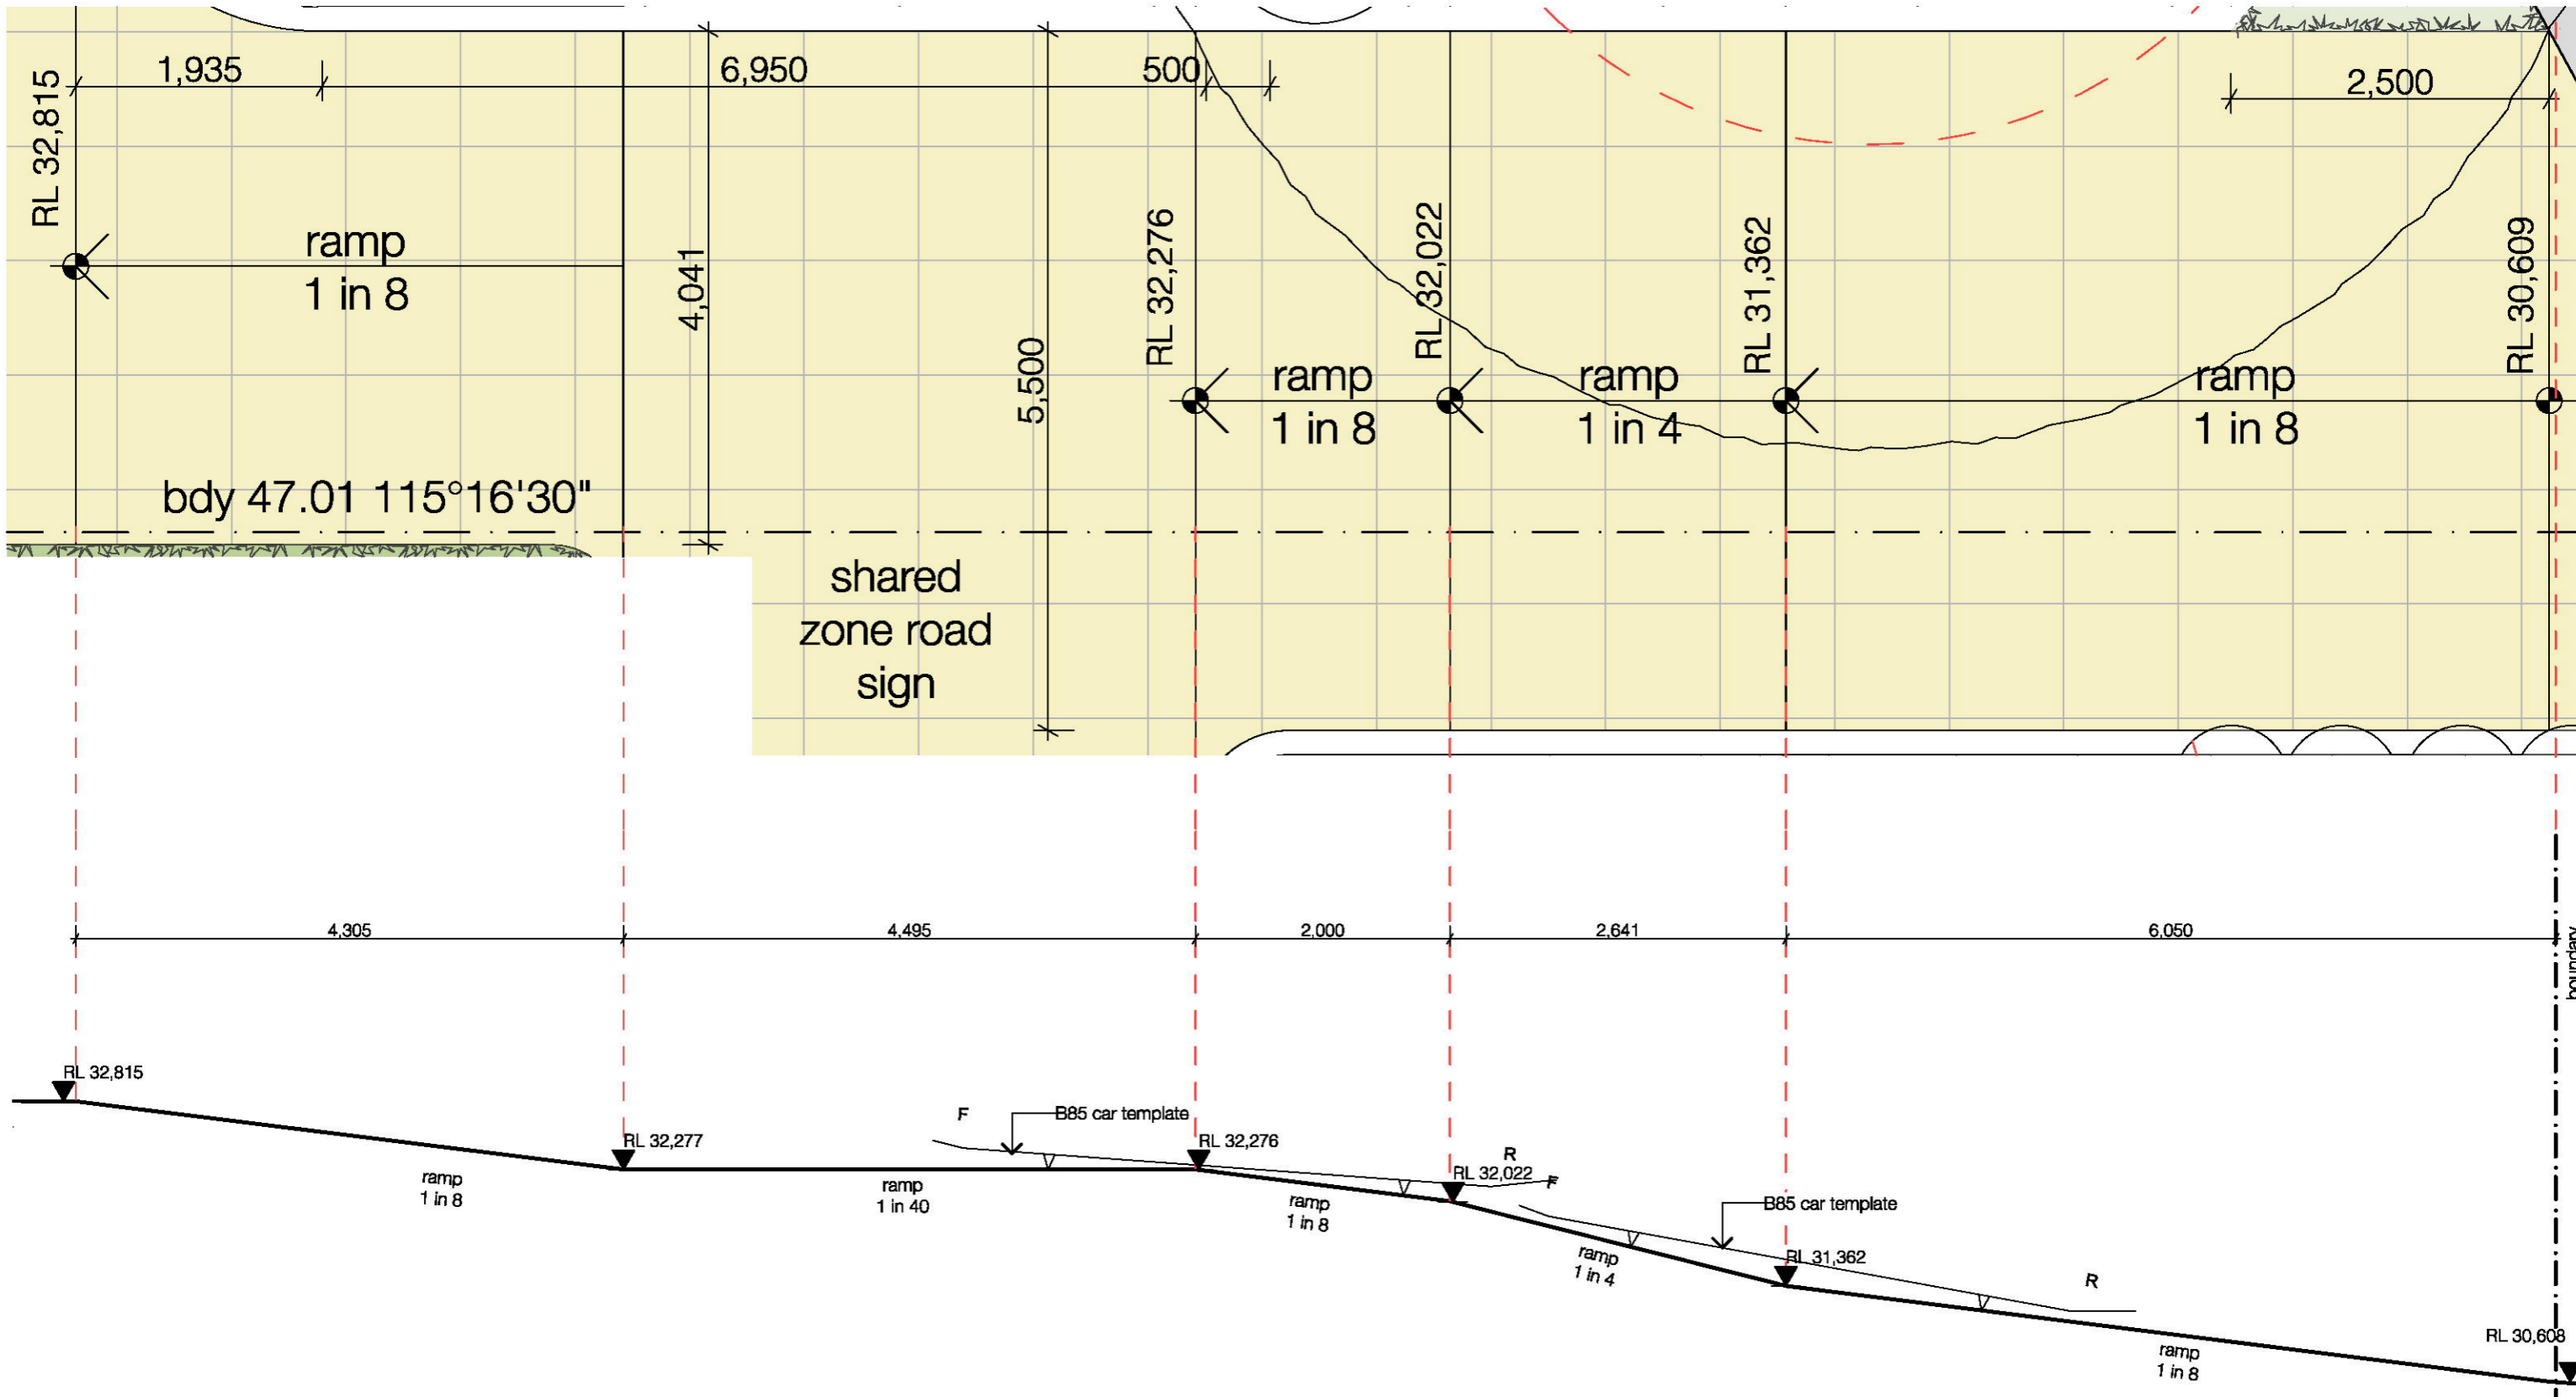 1,935
6,950
500
2,500
RL 32,815
ramp
1 in 8
4,041
5,500
RL 32,276
RL 32,022
RL 31,362
RL 30,609
ramp
1 in 8
ramp
1 in 4
ramp
1 in 8
bdy 47.01 115°16'30"
shared
zone road
sign
4,305
4,495
2,000
2,641
6,050
boundary
RL 32,815
ramp
1 in 8
RL 32,277
F
B85 car template
RL 32,276
R
RL 32,022
F
ramp
1 in 40
ramp
1 in 8
B85 car template
ramp
1 in 4
RL 31,362
R
RL 30,608
ramp
1 in 8